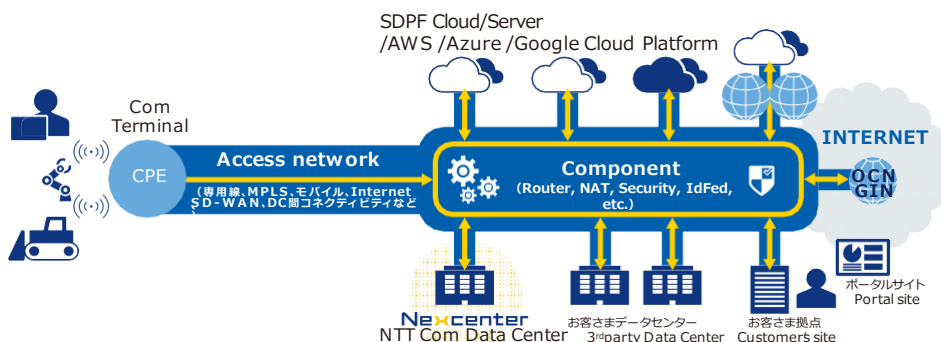 SDPF Cloud/Server
/AWS /Azure /Google Cloud Platform
Com
Terminal
CPE
Access network
(専用線、MPLS、モバイル、Internet
SD-WAN、DC間コネクティビティなど
Component
(Router, NAT, Security, IdFed,
etc.)
INTERNET
OCN
GIN
Nexcenter
NTT Com Data Center
お客さまデータセンター
3rdparty Data Center
お客さま拠点
Customer's site
ポータルサイト
Portal site